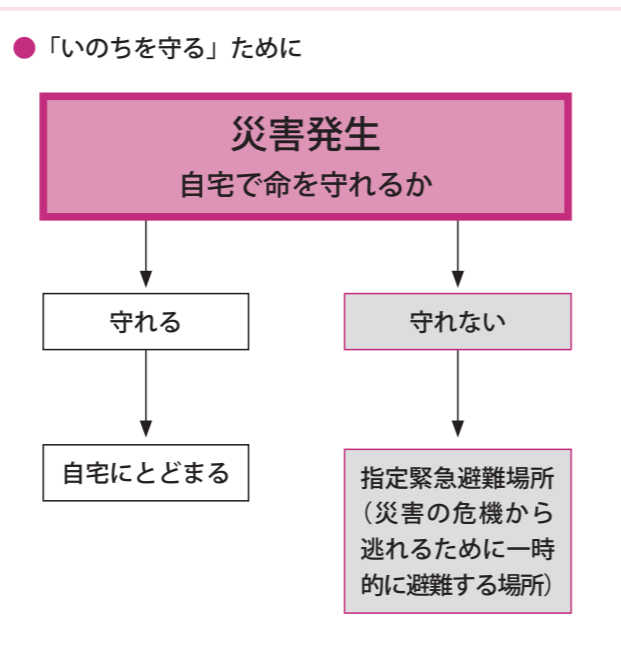 ●「いのちを守る」ために
災害発生
自宅で命を守れるか
守れる
守れない
自宅にとどまる
指定緊急避難場所
（災害の危機から
逃れるために一時
的に避難する場所）